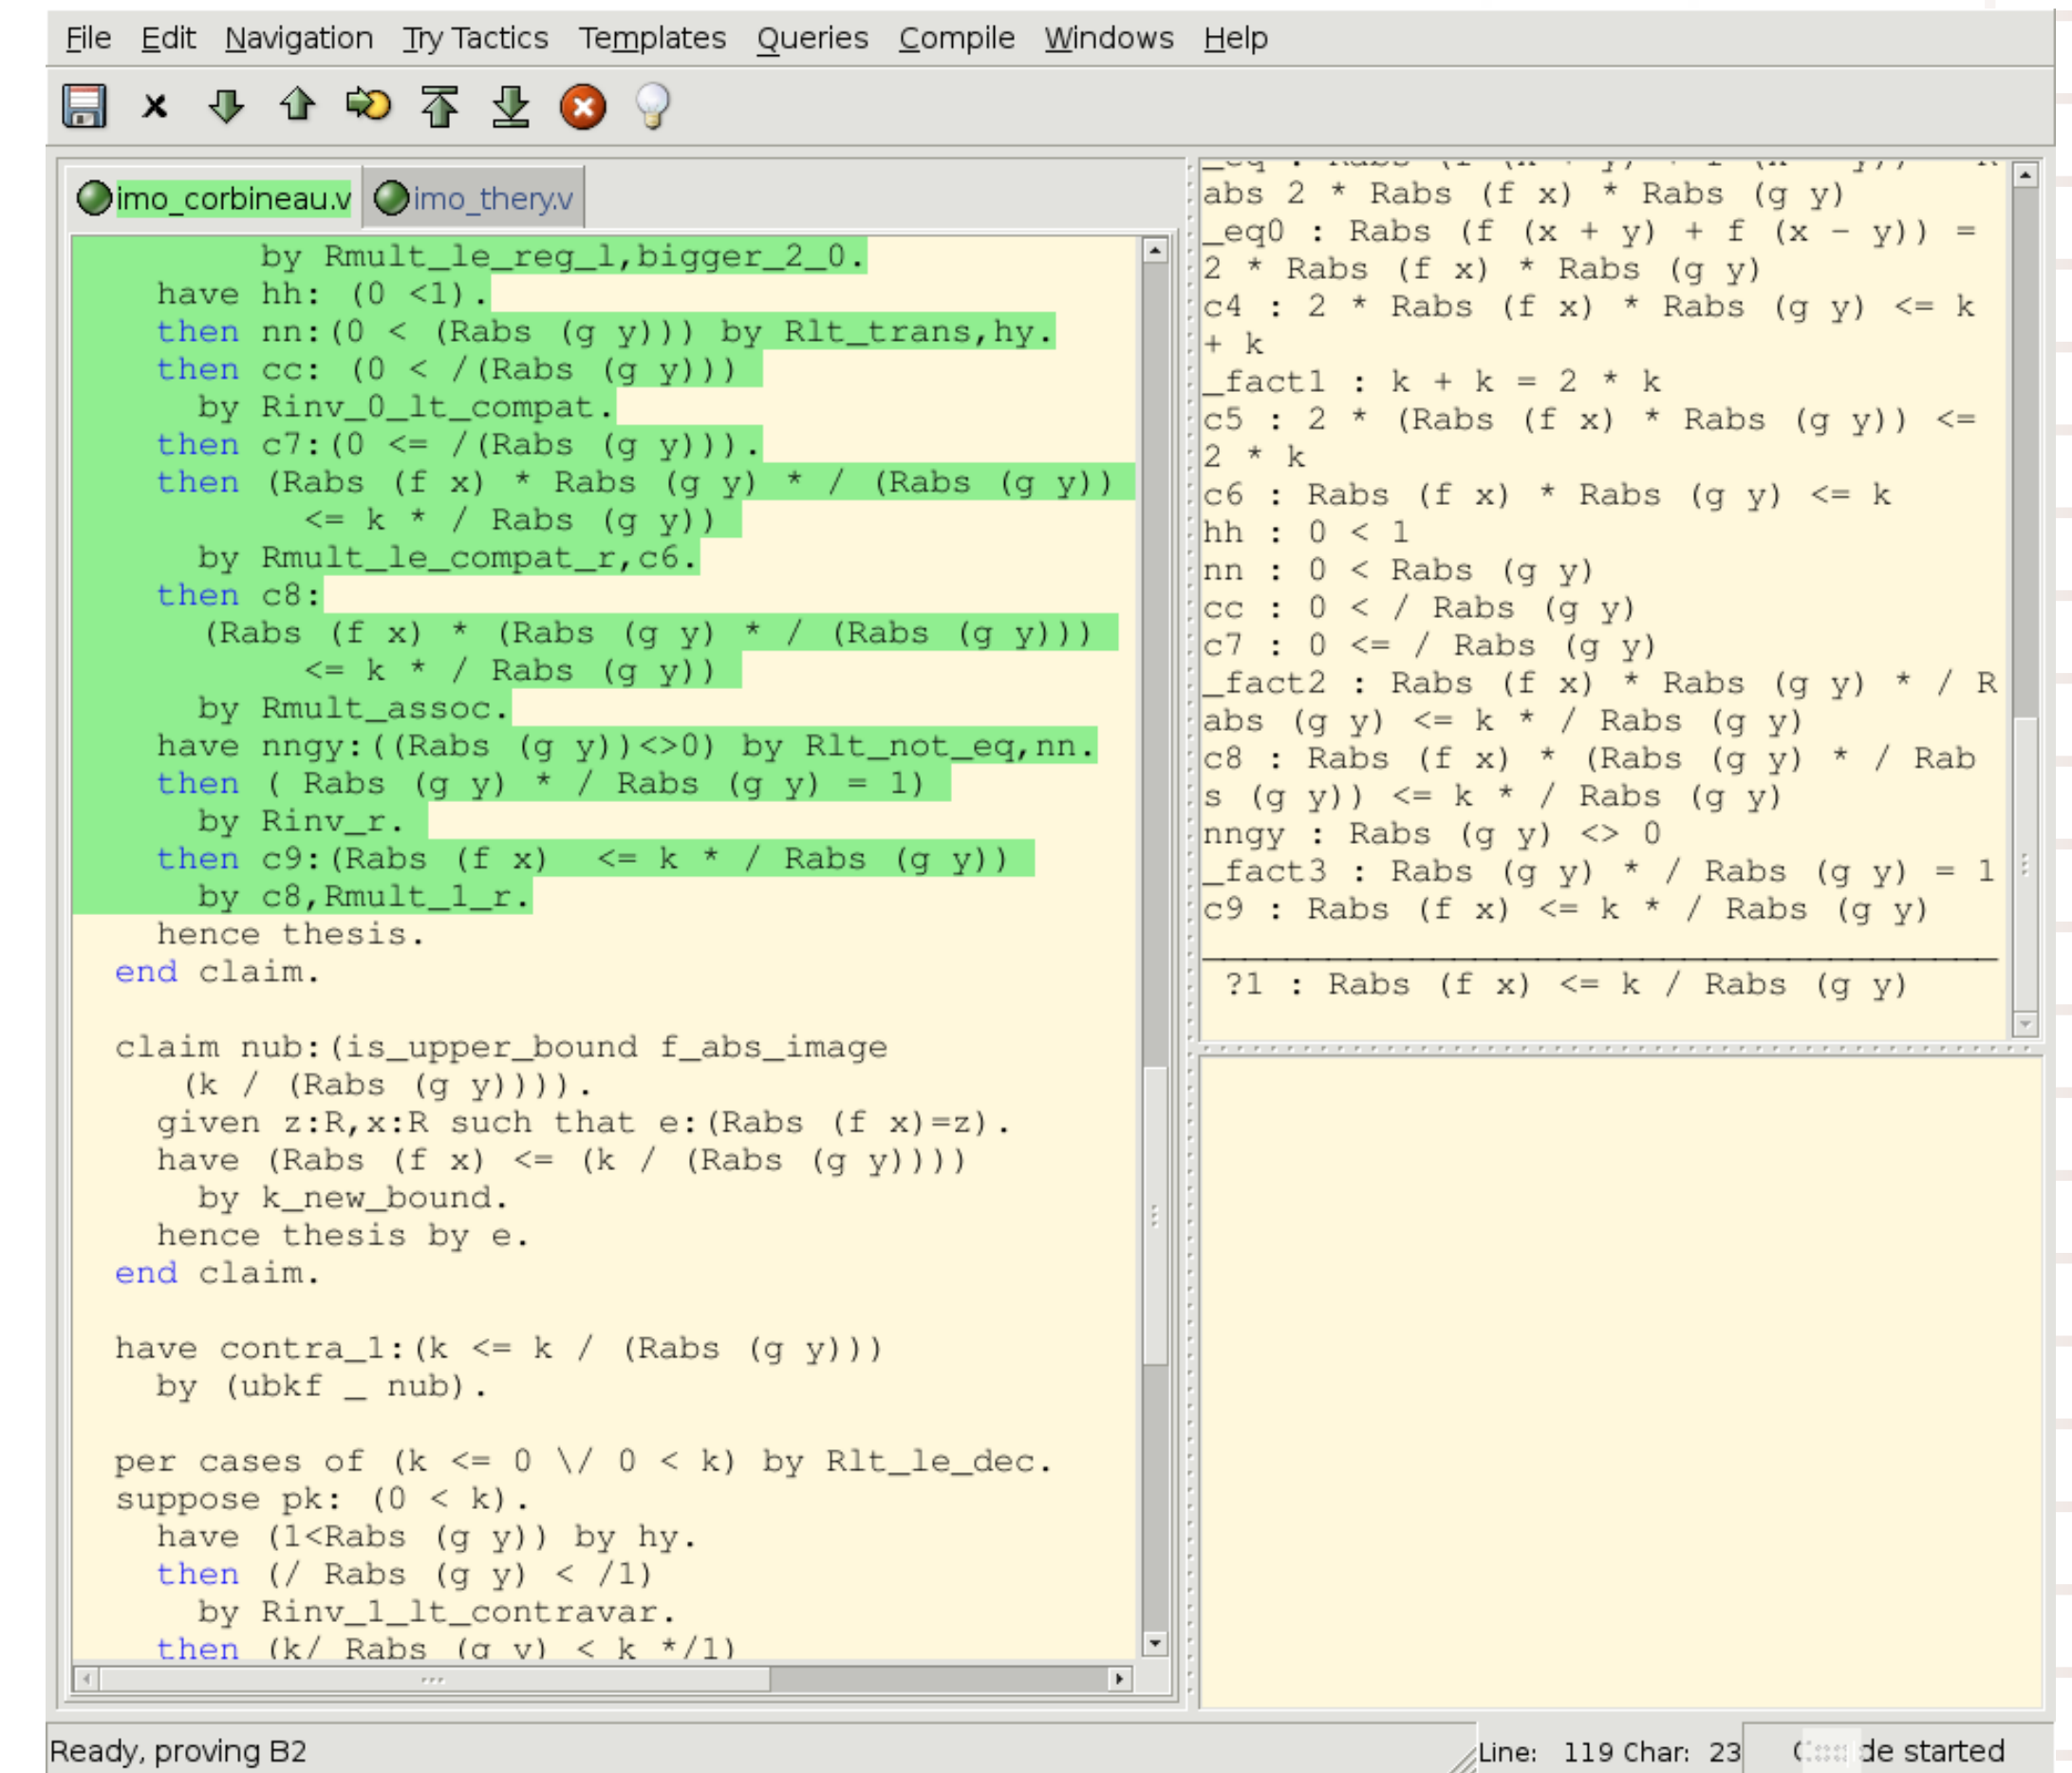 File Edit Navigation Try Tactics Templates Queries Compile Windows Help
imo_corbineau.v imo_thery.v
by Rmult_le_reg_l,bigger_2_0.
have hh: (0 <1).
then nn:(0 < (Rabs (g y))) by Rlt_trans,hy.
then cc: (0 < /(Rabs (g y)))
by Rinv_0_lt_compat.
then c7:(0 <= /(Rabs (g y))).
then (Rabs (f x) * Rabs (g y) * / (Rabs (g y))
<= k * / Rabs (g y))
by Rmult_le_compat_r,c6.
then c8:
(Rabs (f x) * (Rabs (g y) * / (Rabs (g y)))
<= k * / Rabs (g y))
by Rmult_assoc.
have nngy:((Rabs (g y))<>0) by Rlt_not_eq,nn.
then ( Rabs (g y) * / Rabs (g y) = 1)
by Rinv_r.
then c9:(Rabs (f x)  <= k * / Rabs (g y))
by c8,Rmult_1_r.
hence thesis.
end claim.
claim nub:(is_upper_bound f_abs_image
(k / (Rabs (g y)))).
given z:R,x:R such that e:(Rabs (f x)=z).
have (Rabs (f x) <= (k / (Rabs (g y))))
by k_new_bound.
hence thesis by e.
end claim.
have contra_1:(k <= k / (Rabs (g y)))
by (ubkf _ nub).
per cases of (k <= 0 \/ 0 < k) by Rlt_le_dec.
suppose pk: (0 < k).
have (1<Rabs (g y)) by hy.
then (/ Rabs (g y) < /1)
by Rinv_1_lt_contravar.
then (k/ Rabs (g y) < k */1)
abs 2 * Rabs (f x) * Rabs (g y)
_eq0 : Rabs (f (x + y) + f (x - y)) =
2 * Rabs (f x) * Rabs (g y)
c4 : 2 * Rabs (f x) * Rabs (g y) <= k
+ k
_fact1 : k + k = 2 * k
c5 : 2 * (Rabs (f x) * Rabs (g y)) <=
2 * k
c6 : Rabs (f x) * Rabs (g y) <= k
hh : 0 < 1
nn : 0 < Rabs (g y)
cc : 0 < / Rabs (g y)
c7 : 0 <= / Rabs (g y)
_fact2 : Rabs (f x) * Rabs (g y) * / R
abs (g y) <= k * / Rabs (g y)
c8 : Rabs (f x) * (Rabs (g y) * / Rab
s (g y)) <= k * / Rabs (g y)
nngy : Rabs (g y) <> 0
_fact3 : Rabs (g y) * / Rabs (g y) = 1
c9 : Rabs (f x) <= k * / Rabs (g y)
?1 : Rabs (f x) <= k / Rabs (g y)
Ready, proving B2
Line: 119 Char: 23
de started